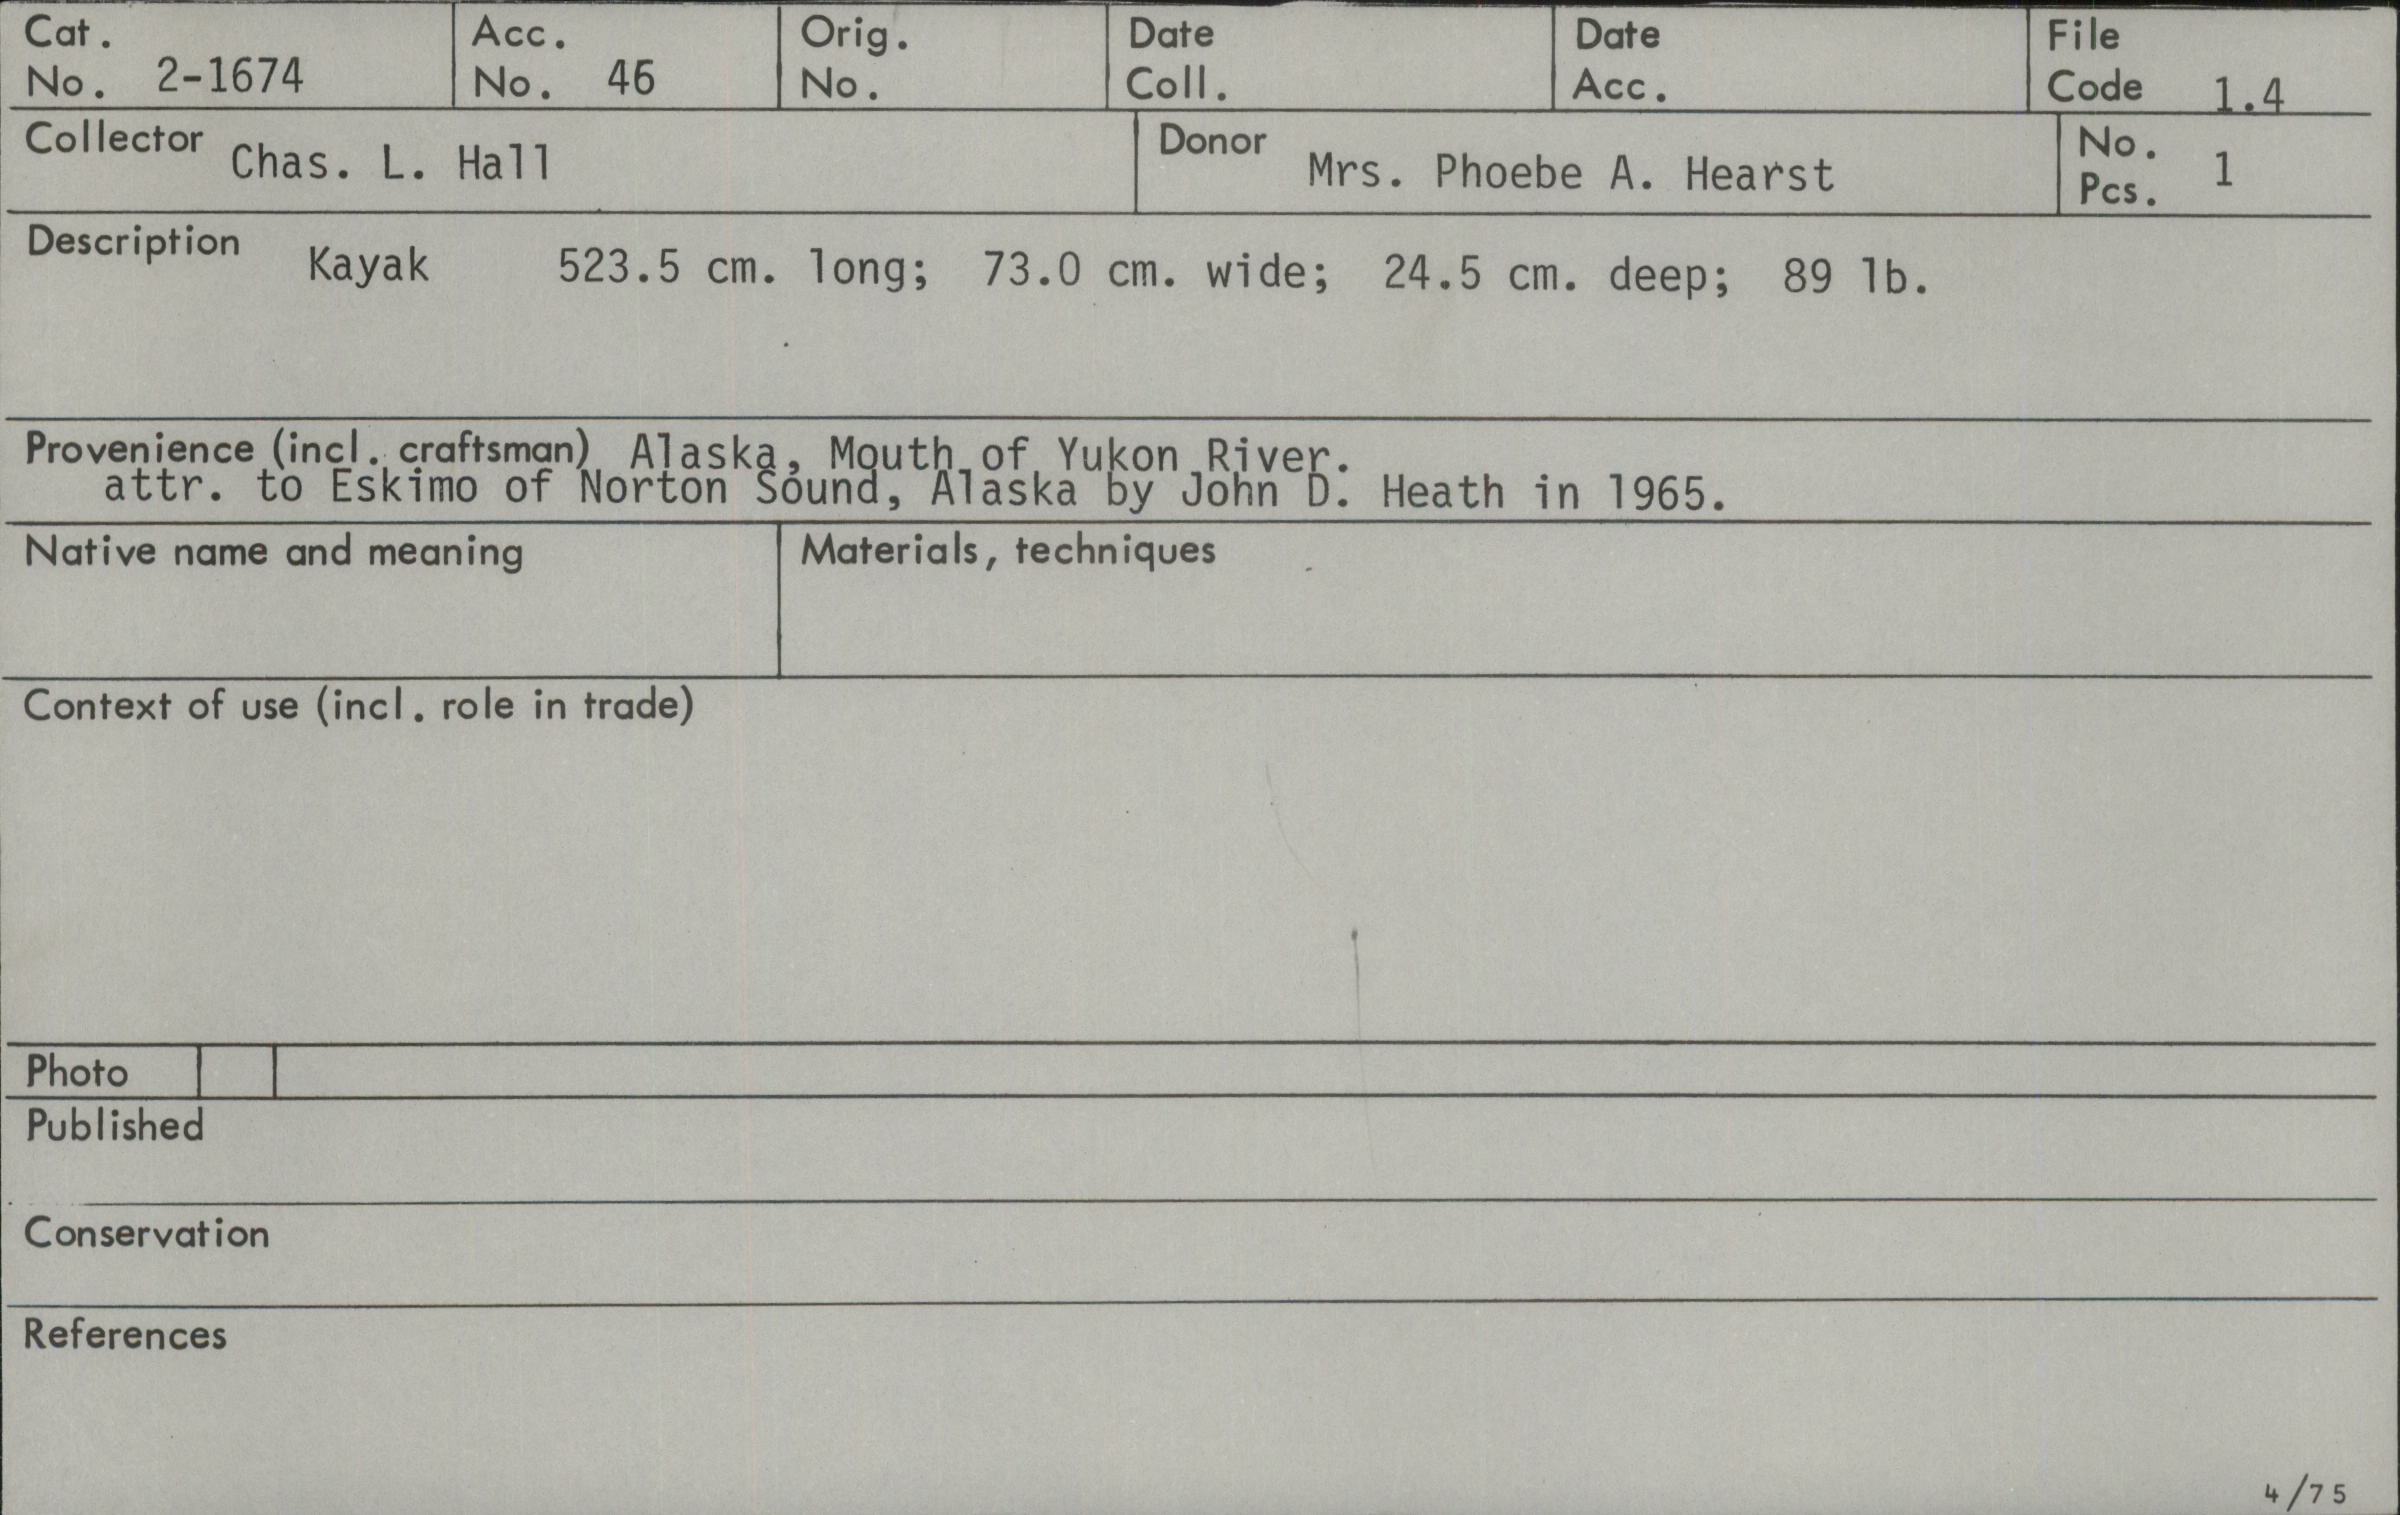 Cat. No. 2-1674
Acc. No. 46
Orig. No.
Date Coll.
Date Acc.
File Code 1.4
Collector Chas. L. Hall
Donor Mrs. Phoebe A. Hearst
No. Pcs. 1
Description Kayak 523.5 cm. long; 73.0 cm. wide; 24.5 cm. deep; 89 lb.
Provenience (incl. craftsman) Alaska, Mouth of Yukon River.
attr. to Eskimo of Norton Sound, Alaska by John D. Heath in 1965.
Native name and meaning
Materials, techniques
Context of use (incl. role in trade)
Photo
Published
Conservation
References
4/75